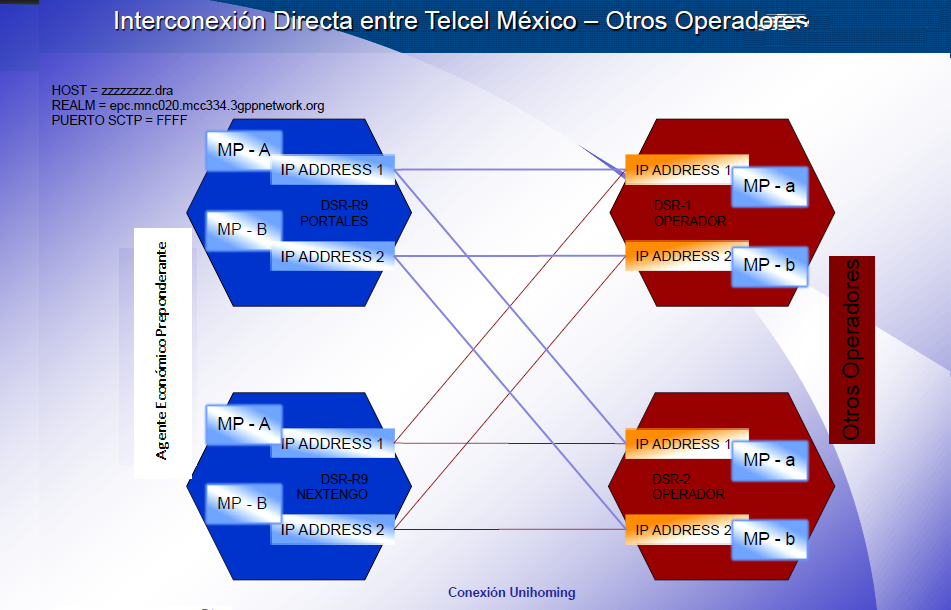 Interconexión Directa entre Telcel México – Otros Operadores
HOST = zzzzzzzz.dra
REALM = epc.mnc020.mcc334.3gppnetwork.org
PUERTO SCTP = FFFF
MP - A
IP ADDRESS 1
DSR-R9
PORTALES
MP - B
IP ADDRESS 2
IP ADDRESS 1
MP - a
DSR-1
OPERADOR
IP ADDRESS 2
MP - b
Agente Económico Preponderante
Otros Operadores
MP - A
IP ADDRESS 1
DSR-R9
NEXTENGO
MP - B
IP ADDRESS 2
IP ADDRESS 1
MP - a
DSR-2
OPERADOR
IP ADDRESS 2
MP - b
Conexión Unihoming